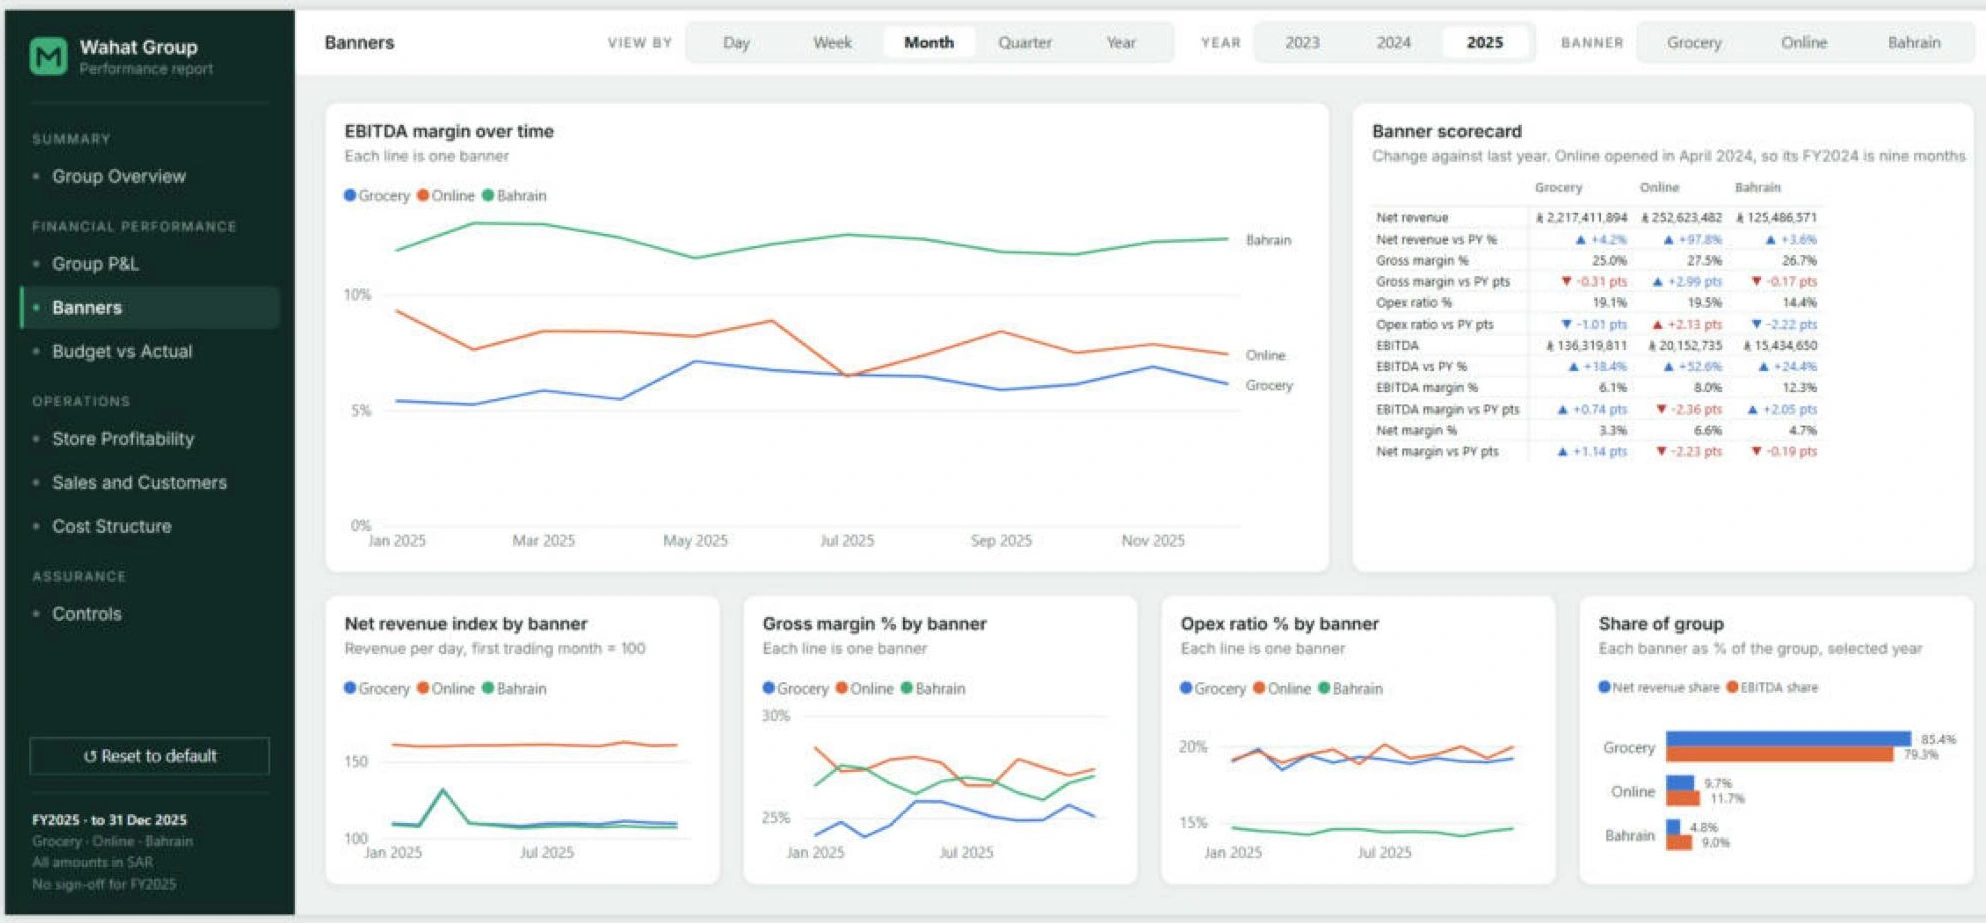 Wahat Group
Performance report
SUMMARY
• Group Overview
FINANCIAL PERFORMANCE
• Group P&L
• Banners
• Budget vs Actual
OPERATIONS
• Store Profitability
• Sales and Customers
• Cost Structure
ASSURANCE
• Controls
↺ Reset to default
FY2025 · to 31 Dec 2025
Grocery · Online · Bahrain
All amounts in SAR
No sign-off for FY2025
Banners VIEW BY Day Week Month Quarter Year YEAR 2023 2024 2025 BANNER Grocery Online Bahrain
EBITDA margin over time
Each line is one banner
Grocery Online Bahrain
Bahrain
10%
Online
Grocery
5%
0%
Jan 2025 Mar 2025 May 2025 Jul 2025 Sep 2025 Nov 2025
Banner scorecard
Change against last year. Online opened in April 2024, so its FY2024 is nine months
Grocery Online Bahrain
Net revenue 2,217,411,894 252,623,482 125,486,571
Net revenue vs PY % ▲ +4.2% ▲ +97.8% ▲ +3.6%
Gross margin % 25.0% 27.5% 26.7%
Gross margin vs PY pts ▼ -0.31 pts ▲ +2.99 pts ▼ -0.17 pts
Opex ratio % 19.1% 19.5% 14.4%
Opex ratio vs PY pts ▼ -1.01 pts ▲ +2.13 pts ▼ -2.22 pts
EBITDA 136,319,811 20,152,735 15,434,650
EBITDA vs PY % ▲ +18.4% ▲ +52.6% ▲ +24.4%
EBITDA margin % 6.1% 8.0% 12.3%
EBITDA margin vs PY pts ▲ +0.74 pts ▼ -2.36 pts ▲ +2.05 pts
Net margin % 3.3% 6.6% 4.7%
Net margin vs PY pts ▲ +1.14 pts ▼ -2.23 pts ▼ -0.19 pts
Net revenue index by banner
Revenue per day, first trading month = 100
Grocery Online Bahrain
150
100
Jan 2025 Jul 2025
Gross margin % by banner
Each line is one banner
Grocery Online Bahrain
30%
25%
Jan 2025 Jul 2025
Opex ratio % by banner
Each line is one banner
Grocery Online Bahrain
20%
15%
Jan 2025 Jul 2025
Share of group
Each banner as % of the group, selected year
Net revenue share EBITDA share
Grocery 85.4%
79.3%
Online 9.7%
11.7%
Bahrain 4.8%
9.0%